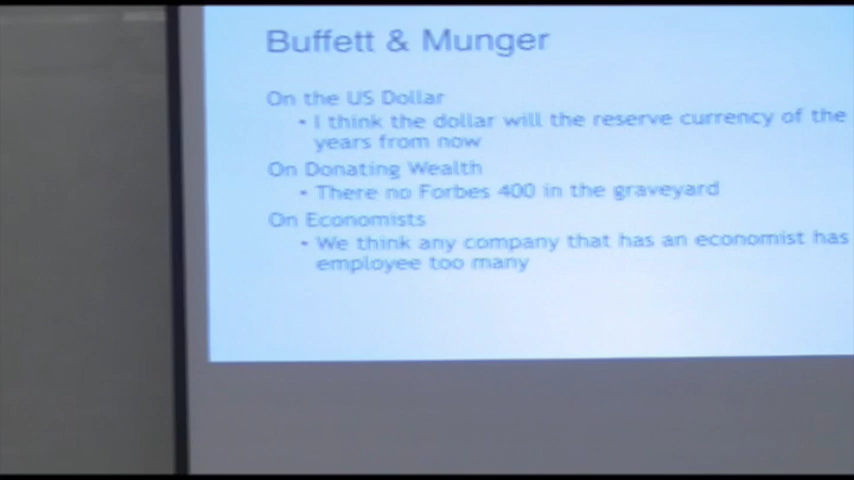 Buffett & Munger
On the US Dollar
• I think the dollar will the reserve currency of the
years from now
On Donating Wealth
• There no Forbes 400 in the graveyard
On Economists
• We think any company that has an economist has
employee too many